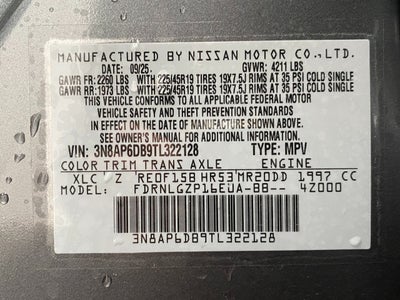 MANUFACTURED BY NISSAN MOTOR CO., LTD.
DATE: 09/25. GVWR: 4211 LBS
GAWR FR: 2260 LBS WITH 225/45R19 TIRES 19X7.5J RIMS AT 35 PSI COLD SINGLE
GAWR RR: 1973 LBS WITH 225/45R19 TIRES 19X7.5J RIMS AT 35 PSI COLD SINGLE
THIS VEHICLE CONFORMS TO ALL APPLICABLE FEDERAL MOTOR
VEHICLE SAFETY AND THEFT PREVENTION STANDARDS
IN EFFECT ON THE DATE OF MANUFACTURE SHOWN ABOVE.
SEE OWNER'S MANUAL FOR ADDITIONAL INFORMATION.
VIN: 3N8AP6DB9TL322128 TYPE: MPV
COLOR TRIM TRANS AXLE ENGINE
XLC Z RE0F15B HR53 MR20DD 1997 CC
MODEL: FDRNLGZP16EUA-BB-- 4Z000
3N8AP6DB9TL322128